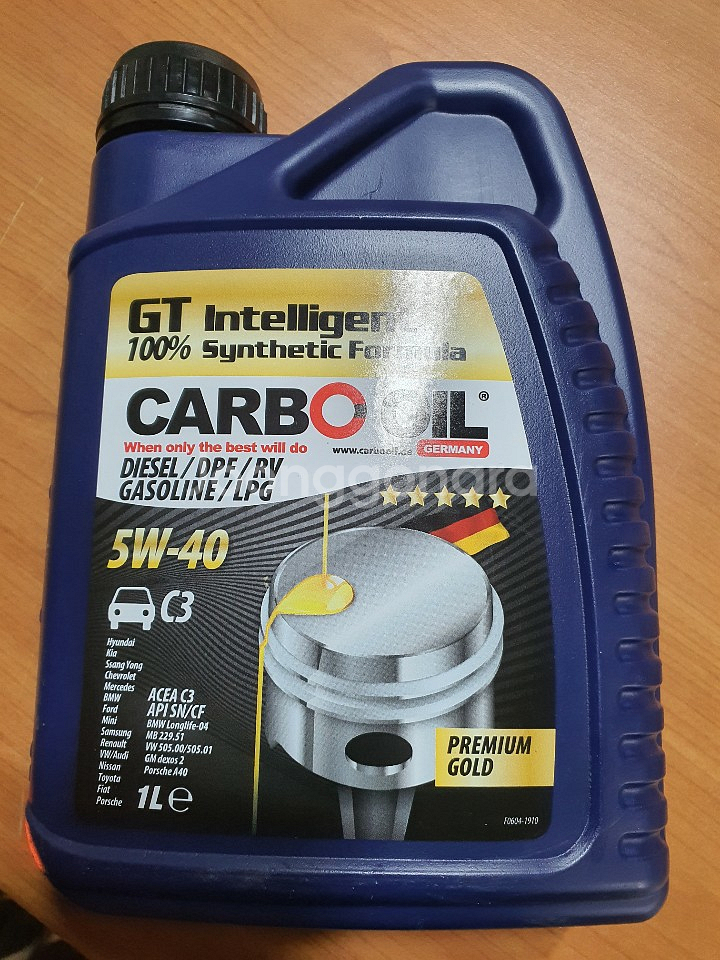 GT Intelligent
100% Synthetic Formula
CARBO OIL®
When only the best will do
www.carbooil.de GERMANY
DIESEL/DPF/RV
GASOLINE/LPG
5W-40
C3
Hyundai
Kia
SsangYong
Chevrolet
Mercedes
BMW
Ford
Mini
Samsung
Renault
VW/Audi
Nissan
Toyota
Fiat
Porsche
ACEA C3
API SN/CF
BMW Longlife-04
MB 229.51
VW 505.00/505.01
GM dexos 2
Porsche A40
1L e
PREMIUM
GOLD
F0604-1910